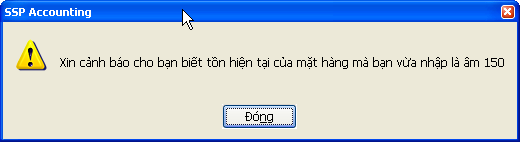 SSP Accounting
Xin cảnh báo cho bạn biết tồn hiện tại của mặt hàng mà bạn vừa nhập là âm 150
Đóng